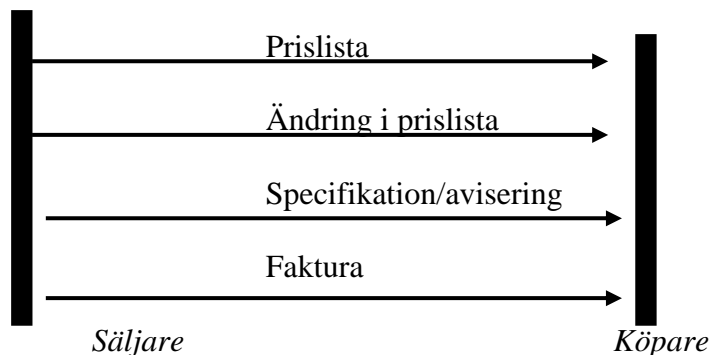 Prislista
Ändring i prislista
Specifikation/avisering
Faktura
Säljare Köpare